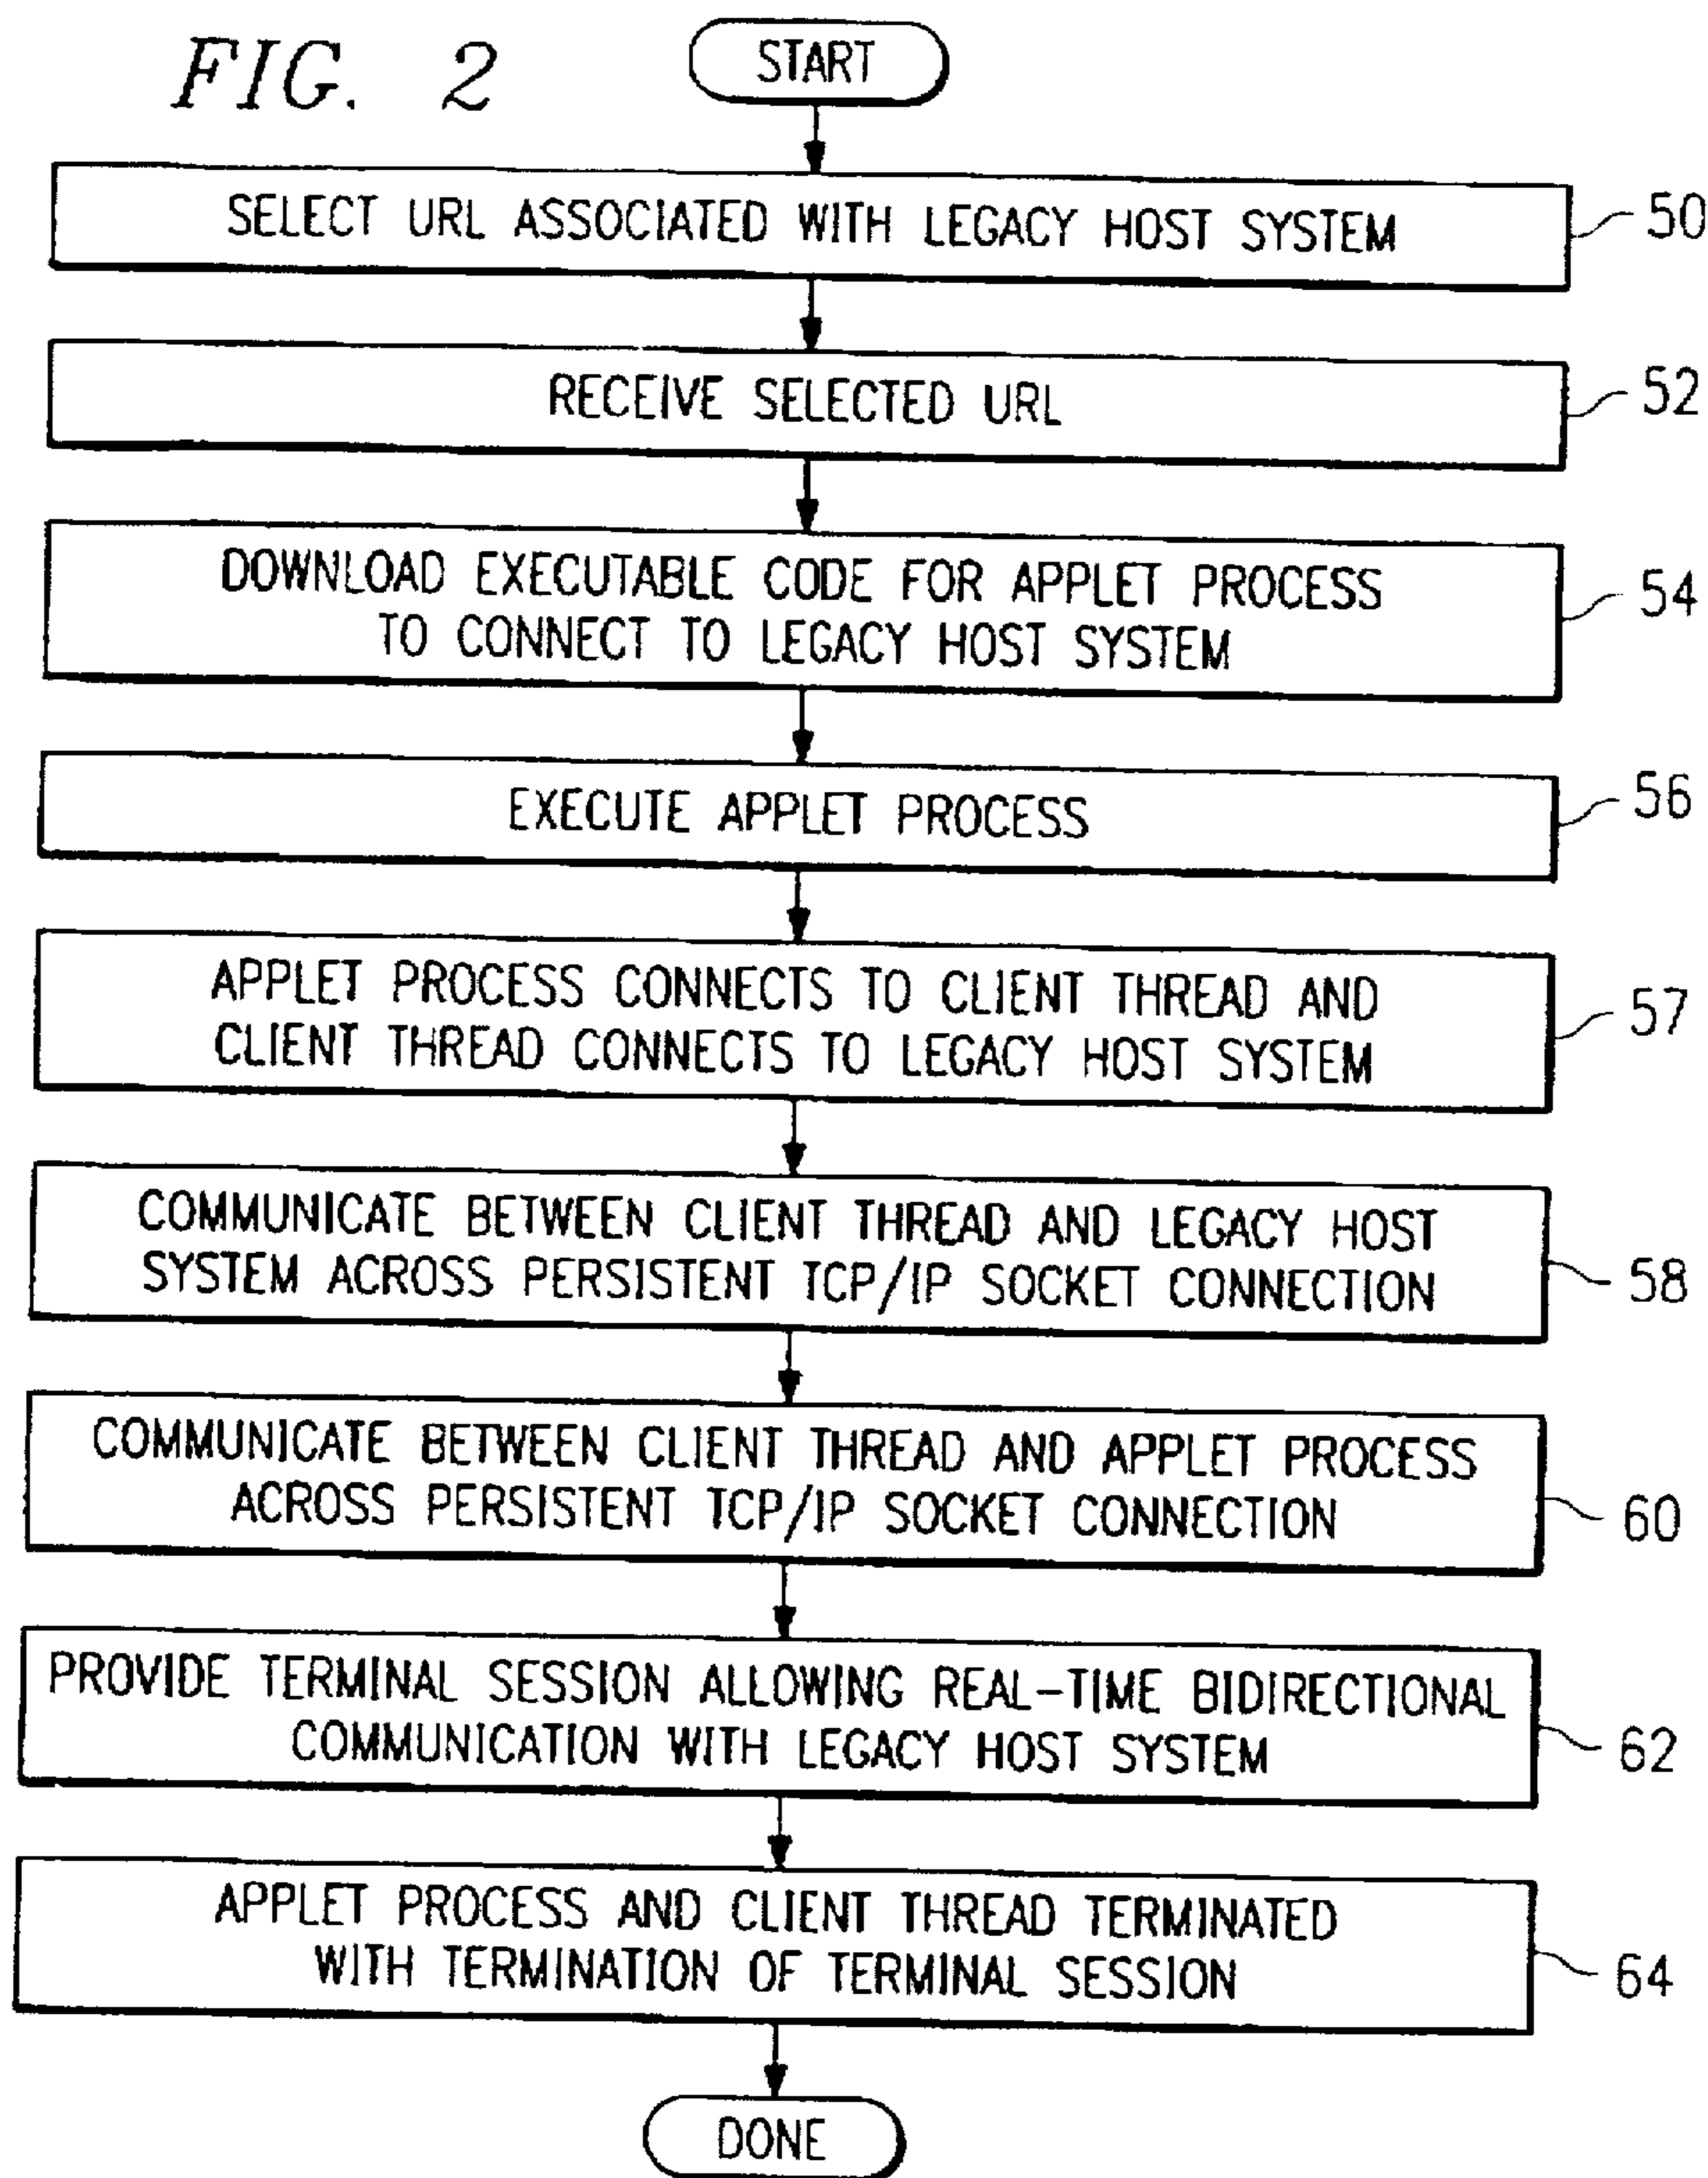 FIG. 2
START
SELECT URL ASSOCIATED WITH LEGACY HOST SYSTEM
50
RECEIVE SELECTED URL
52
DOWNLOAD EXECUTABLE CODE FOR APPLET PROCESS
TO CONNECT TO LEGACY HOST SYSTEM
54
EXECUTE APPLET PROCESS
56
APPLET PROCESS CONNECTS TO CLIENT THREAD AND
CLIENT THREAD CONNECTS TO LEGACY HOST SYSTEM
57
COMMUNICATE BETWEEN CLIENT THREAD AND LEGACY HOST
SYSTEM ACROSS PERSISTENT TCP/IP SOCKET CONNECTION
58
COMMUNICATE BETWEEN CLIENT THREAD AND APPLET PROCESS
ACROSS PERSISTENT TCP/IP SOCKET CONNECTION
60
PROVIDE TERMINAL SESSION ALLOWING REAL-TIME BIDIRECTIONAL
COMMUNICATION WITH LEGACY HOST SYSTEM
62
APPLET PROCESS AND CLIENT THREAD TERMINATED
WITH TERMINATION OF TERMINAL SESSION
64
DONE